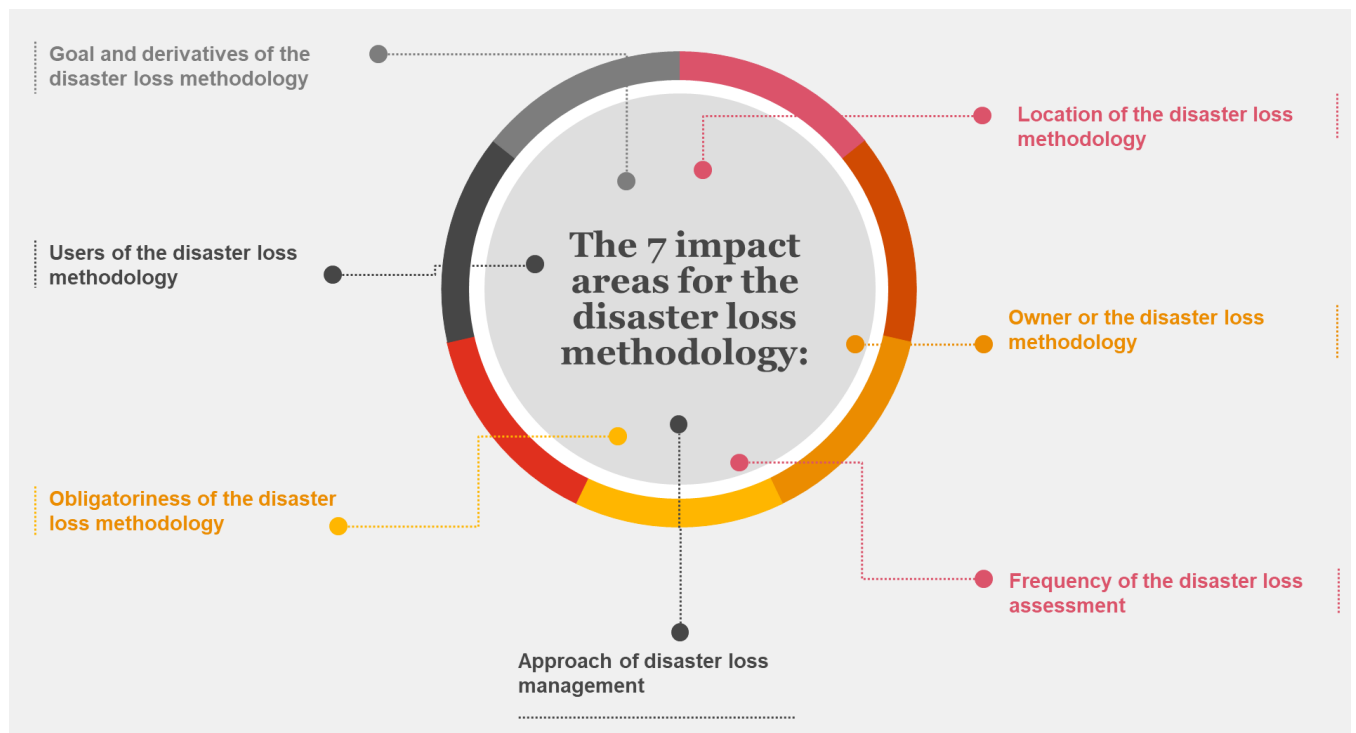 Goal and derivatives of the
disaster loss methodology
Location of the disaster loss
methodology
Users of the disaster loss
methodology
The 7 impact
areas for the
disaster loss
methodology:
Owner or the disaster loss
methodology
Obligatoriness of the disaster
loss methodology
Frequency of the disaster loss
assessment
Approach of disaster loss
management